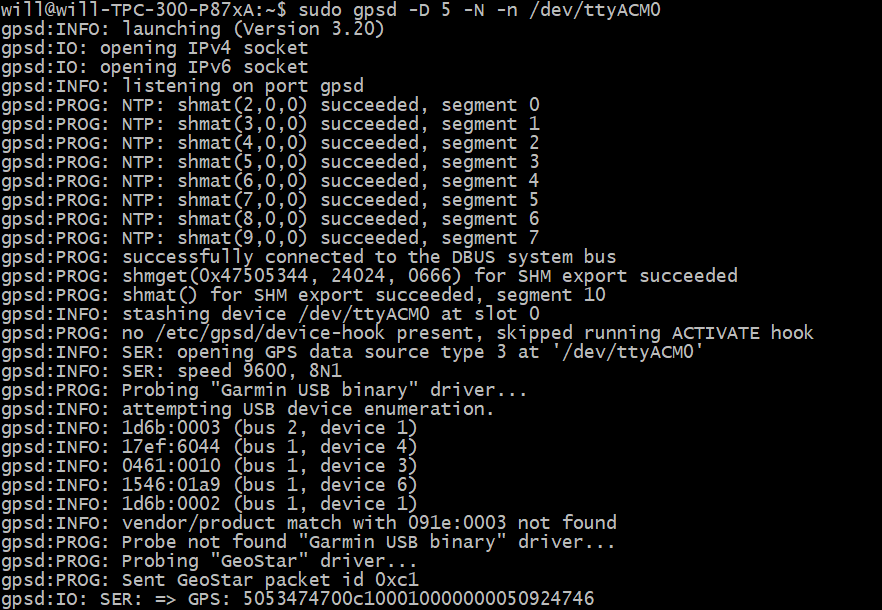 will@will-TPC-300-P87xA:~$ sudo gpsd -D 5 -N -n /dev/ttyACM0
gpsd:INFO: launching (Version 3.20)
gpsd:IO: opening IPv4 socket
gpsd:IO: opening IPv6 socket
gpsd:INFO: listening on port gpsd
gpsd:PROG: NTP: shmat(2,0,0) succeeded, segment 0
gpsd:PROG: NTP: shmat(3,0,0) succeeded, segment 1
gpsd:PROG: NTP: shmat(4,0,0) succeeded, segment 2
gpsd:PROG: NTP: shmat(5,0,0) succeeded, segment 3
gpsd:PROG: NTP: shmat(6,0,0) succeeded, segment 4
gpsd:PROG: NTP: shmat(7,0,0) succeeded, segment 5
gpsd:PROG: NTP: shmat(8,0,0) succeeded, segment 6
gpsd:PROG: NTP: shmat(9,0,0) succeeded, segment 7
gpsd:PROG: successfully connected to the DBUS system bus
gpsd:PROG: shmget(0x47505344, 24024, 0666) for SHM export succeeded
gpsd:PROG: shmat() for SHM export succeeded, segment 10
gpsd:INFO: stashing device /dev/ttyACM0 at slot 0
gpsd:PROG: no /etc/gpsd/device-hook present, skipped running ACTIVATE hook
gpsd:INFO: SER: opening GPS data source type 3 at '/dev/ttyACM0'
gpsd:INFO: SER: speed 9600, 8N1
gpsd:PROG: Probing "Garmin USB binary" driver...
gpsd:INFO: attempting USB device enumeration.
gpsd:INFO: 1d6b:0003 (bus 2, device 1)
gpsd:INFO: 17ef:6044 (bus 1, device 4)
gpsd:INFO: 0461:0010 (bus 1, device 3)
gpsd:INFO: 1546:01a9 (bus 1, device 6)
gpsd:INFO: 1d6b:0002 (bus 1, device 1)
gpsd:INFO: vendor/product match with 091e:0003 not found
gpsd:PROG: Probe not found "Garmin USB binary" driver...
gpsd:PROG: Probing "GeoStar" driver...
gpsd:PROG: Sent GeoStar packet id 0xc1
gpsd:IO: SER: => GPS: 5053474700c100010000000050924746